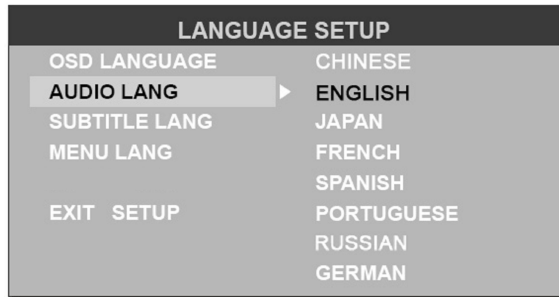 LANGUAGE SETUP
OSD LANGUAGE CHINESE
AUDIO LANG ENGLISH
SUBTITLE LANG JAPAN
MENU LANG FRENCH
SPANISH
EXIT SETUP PORTUGUESE
RUSSIAN
GERMAN